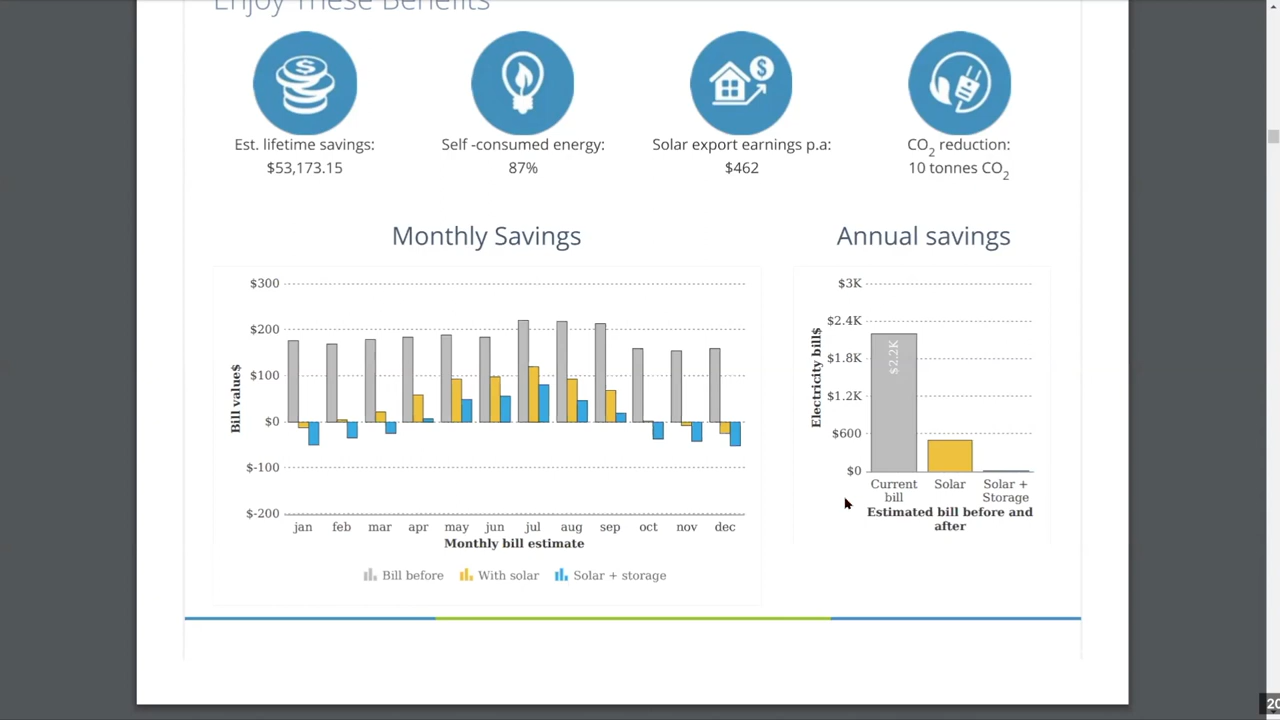 Enjoy These Benefits
Est. lifetime savings:
$53,173.15
Self -consumed energy:
87%
Solar export earnings p.a:
$462
CO2 reduction:
10 tonnes CO2
Monthly Savings
$300
$200
$100
$0
$-100
$-200
Bill value$
jan feb mar apr may jun jul aug sep oct nov dec
Monthly bill estimate
Bill before With solar Solar + storage
Annual savings
$3K
$2.4K
$1.8K
$1.2K
$600
$0
Electricity bill$
$2.2K
Current Solar Solar +
bill Storage
Estimated bill before and
after
20